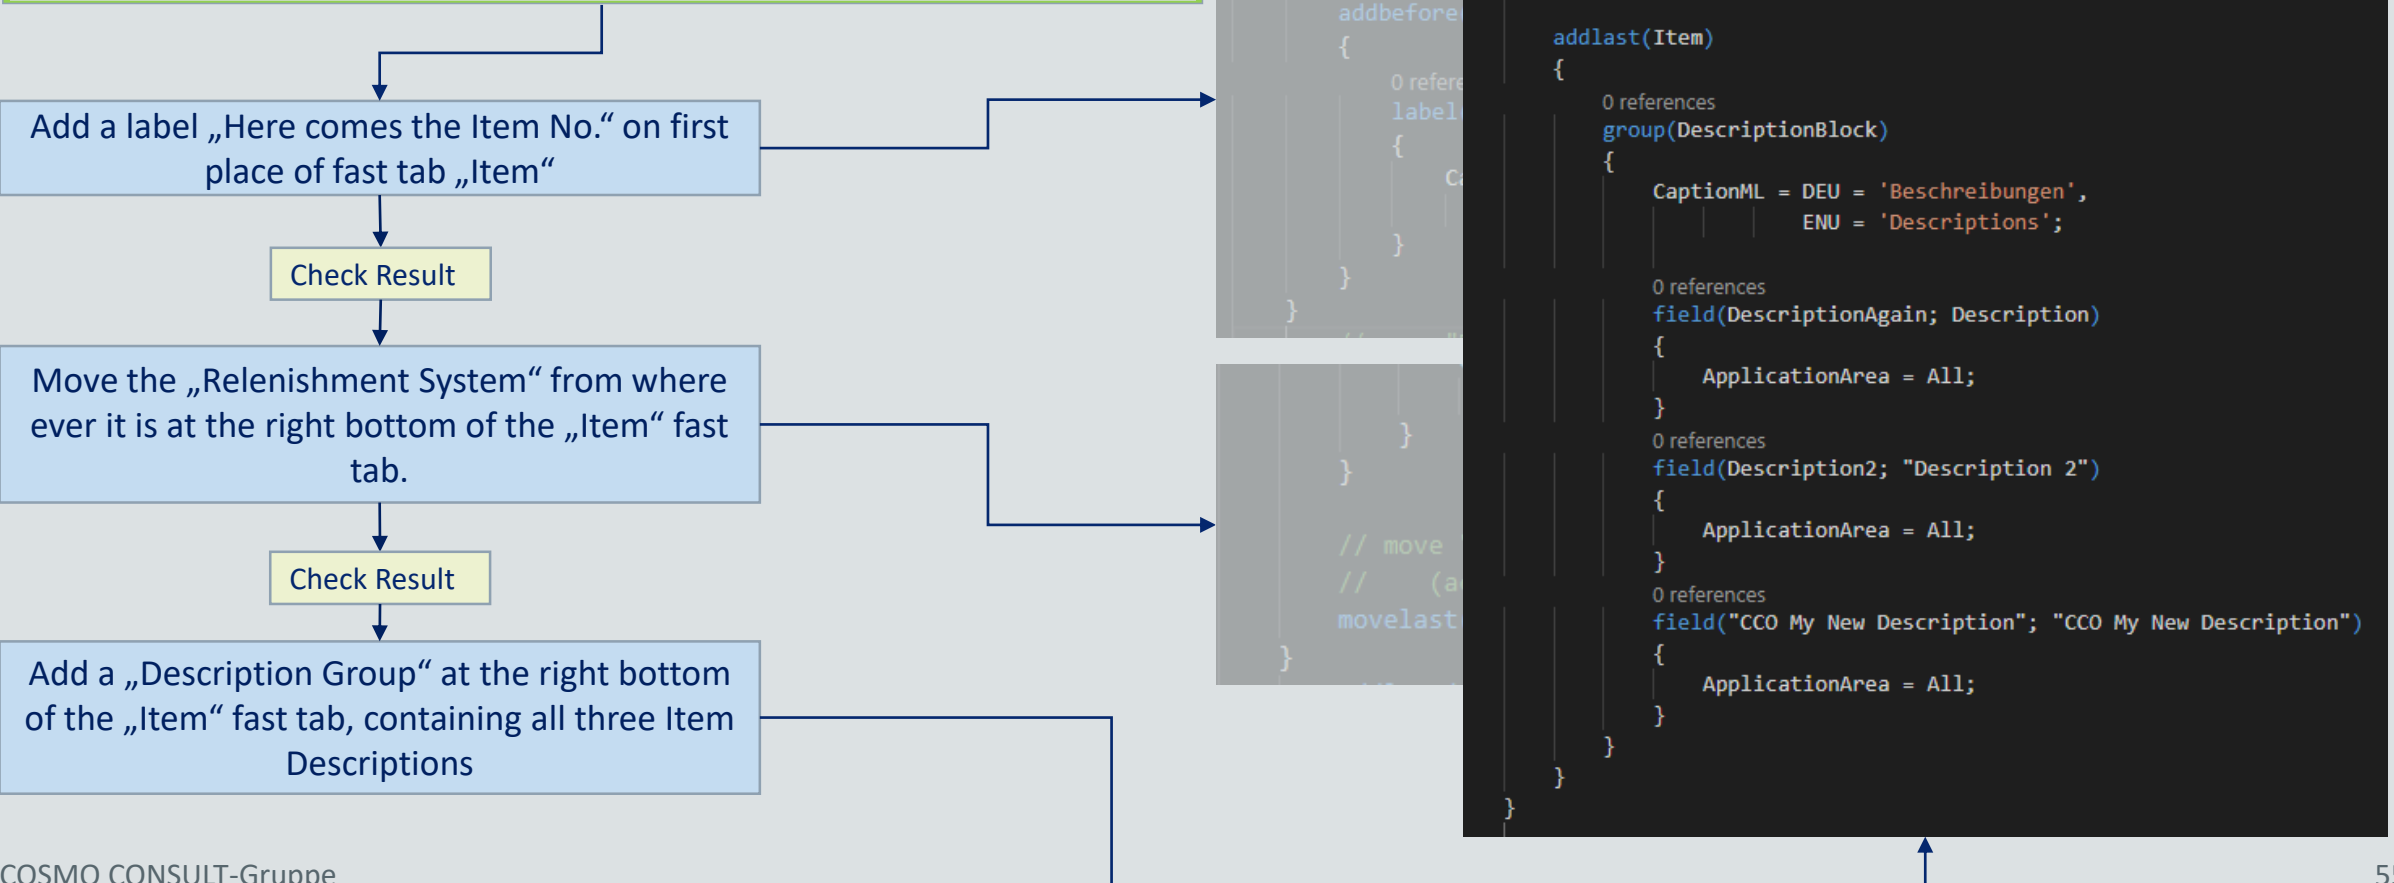 Add a label „Here comes the Item No.“ on first
place of fast tab „Item“
Check Result
Move the „Relenishment System“ from where
ever it is at the right bottom of the „Item“ fast
tab.
Check Result
Add a „Description Group“ at the right bottom
of the „Item“ fast tab, containing all three Item
Descriptions
addbefore
{
0 refere
label
{
Ca
}
}
}
}
}
// move
// (a
movelast
}
addlast(Item)
{
0 references
group(DescriptionBlock)
{
CaptionML = DEU = 'Beschreibungen',
ENU = 'Descriptions';
0 references
field(DescriptionAgain; Description)
{
ApplicationArea = All;
}
0 references
field(Description2; "Description 2")
{
ApplicationArea = All;
}
0 references
field("CCO My New Description"; "CCO My New Description")
{
ApplicationArea = All;
}
}
}
}
COSMO CONSULT-Gruppe